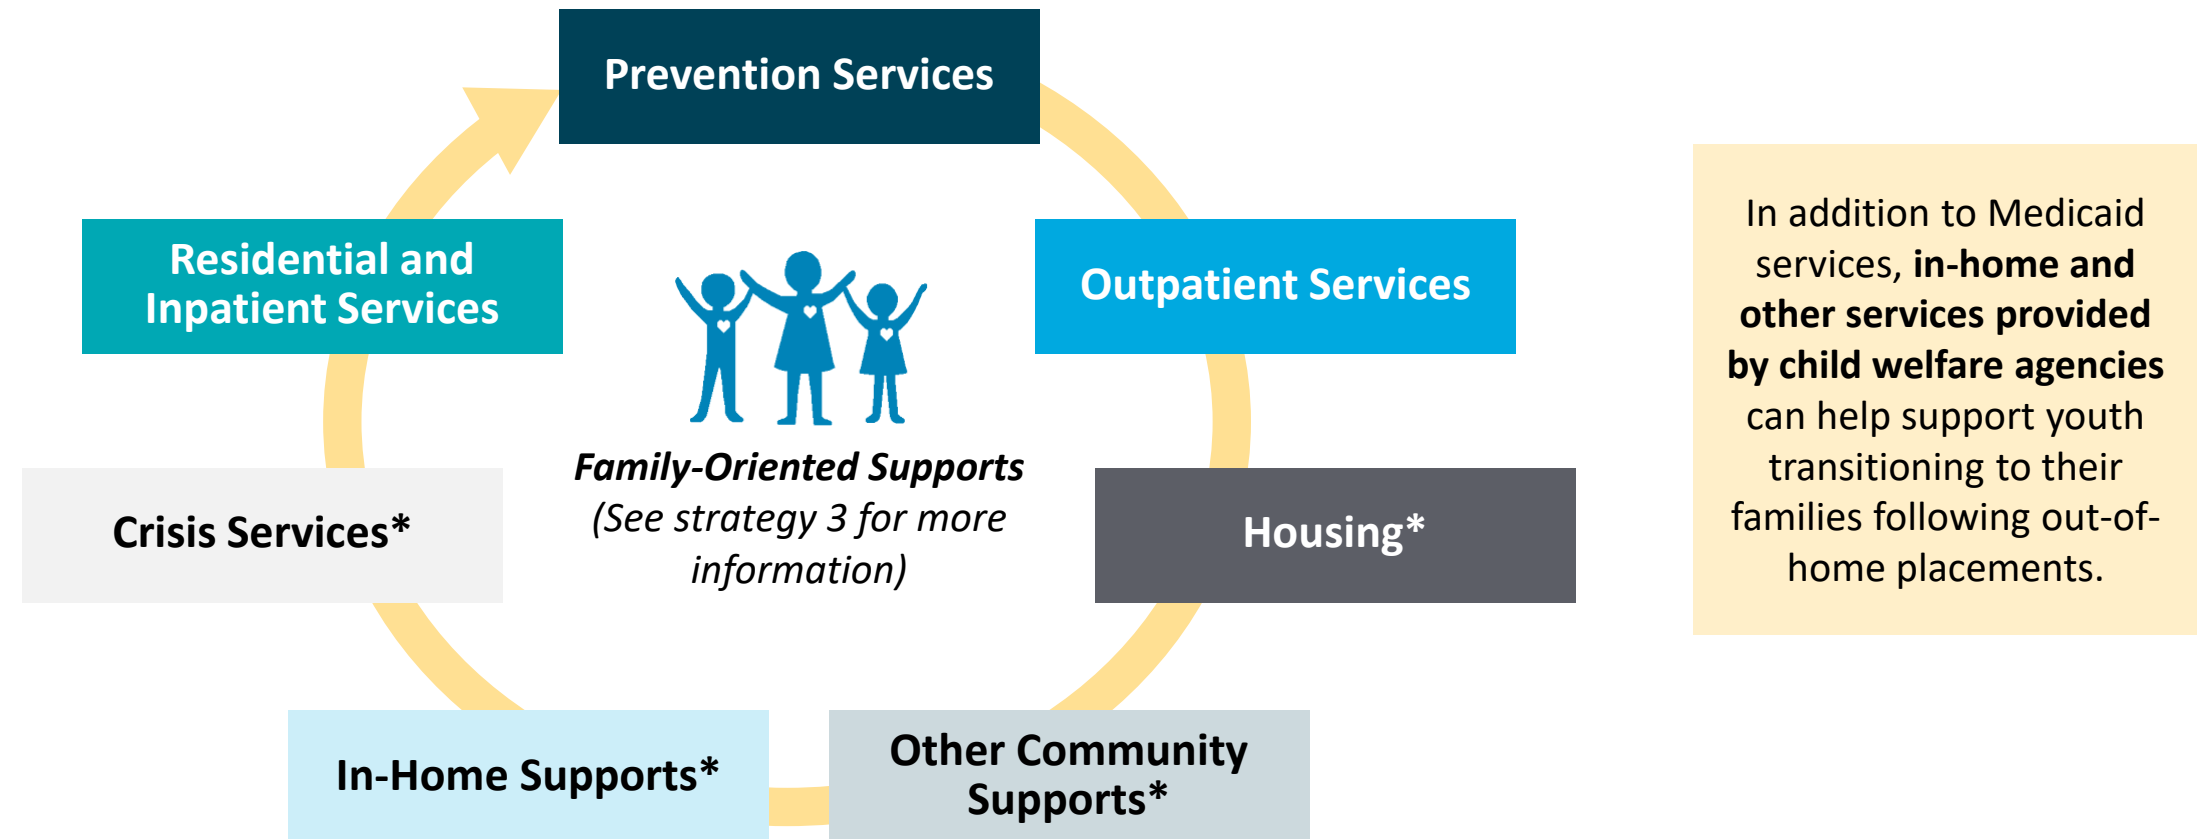 Prevention Services
Outpatient Services
Housing*
Other Community
Supports*
In-Home Supports*
Crisis Services*
Residential and
Inpatient Services
Family-Oriented Supports
(See strategy 3 for more
information)
In addition to Medicaid
services, in-home and
other services provided
by child welfare agencies
can help support youth
transitioning to their
families following out-of-
home placements.